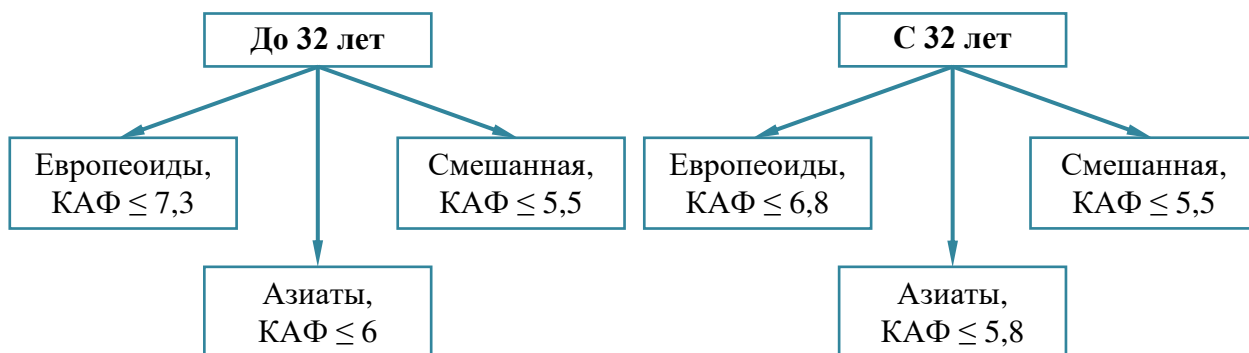 До 32 лет
Европеоиды,
КАФ ≤ 7,3
Смешанная,
КАФ ≤ 5,5
Азиаты,
КАФ ≤ 6
С 32 лет
Европеоиды,
КАФ ≤ 6,8
Смешанная,
КАФ ≤ 5,5
Азиаты,
КАФ ≤ 5,8